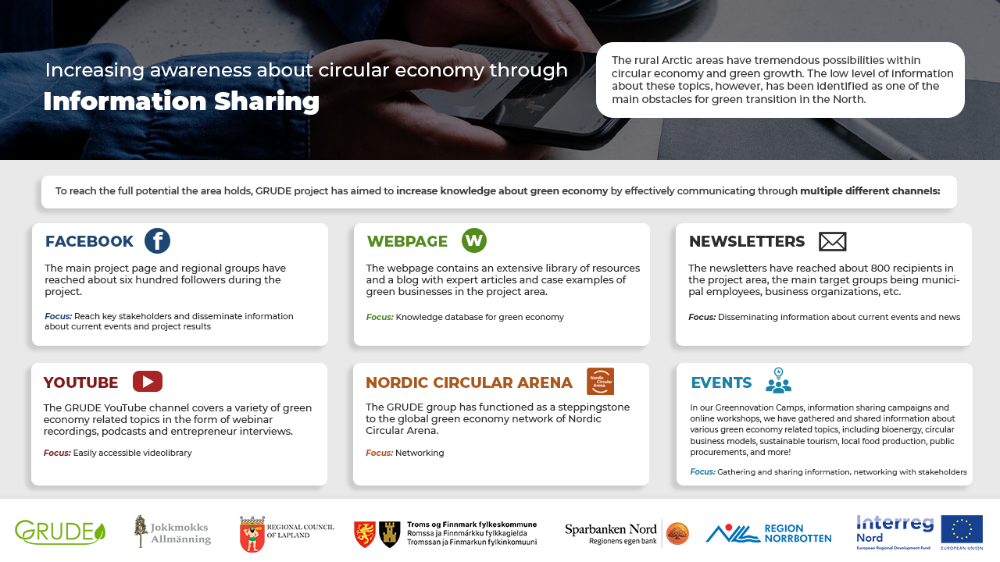 Increasing awareness about circular economy through
Information Sharing
The rural Arctic areas have tremendous possibilities within
circular economy and green growth. The low level of information
about these topics, however, has been identified as one of the
main obstacles for green transition in the North.
To reach the full potential the area holds, GRUDE project has aimed to increase knowledge about green economy by effectively communicating through multiple different channels:
FACEBOOK f
The main project page and regional groups have
reached about six hundred followers during the
project.
Focus: Reach key stakeholders and disseminate information
about current events and project results
WEBPAGE W
The webpage contains an extensive library of resources
and a blog with expert articles and case examples of
green businesses in the project area.
Focus: Knowledge database for green economy
NEWSLETTERS
The newsletters have reached about 800 recipients in
the project area, the main target groups being munici-
pal employees, business organizations, etc.
Focus: Disseminating information about current events and news
YOUTUBE
The GRUDE YouTube channel covers a variety of green
economy related topics in the form of webinar
recordings, podcasts and entrepreneur interviews.
Focus: Easily accessible videolibrary
NORDIC CIRCULAR ARENA
Nordic
Circular
Arena
The GRUDE group has functioned as a steppingstone
to the global green economy network of Nordic
Circular Arena.
Focus: Networking
EVENTS
In our Greennovation Camps, information sharing campaigns and
online workshops, we have gathered and shared information about
various green economy related topics, including bioenergy, circular
business models, sustainable tourism, local food production, public
procurements, and more!
Focus: Gathering and sharing information, networking with stakeholders
GRUDE
Jokkmokks
Allmänning
REGIONAL COUNCIL
OF LAPLAND
Troms og Finnmark fylkeskommune
Romssa ja Finnmárkku fylkkagielda
Tromssan ja Finmarkun fylkinkomuuni
Sparbanken Nord
Regionens egen bank
REGION
NORRBOTTEN
Interreg
Nord
European Regional Development Fund
EUROPEAN UNION